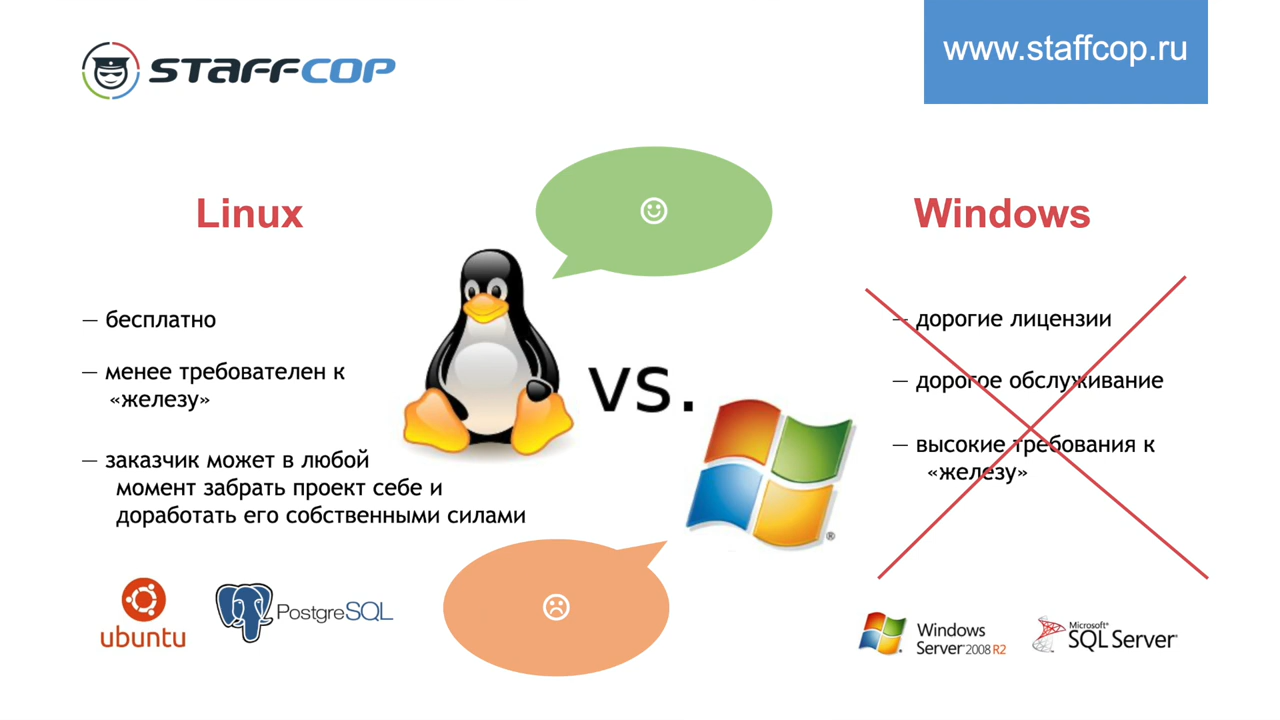 STAFFCOP
www.staffcop.ru
Linux
Windows
— бесплатно
— менее требователен к
«железу»
— заказчик может в любой
момент забрать проект себе и
доработать его собственными силами
vs.
— дорогие лицензии
— дорогое обслуживание
— высокие требования к
«железу»
®
ubuntu
PostgreSQL
Windows
Server 2008 R2
Microsoft®
SQL Server